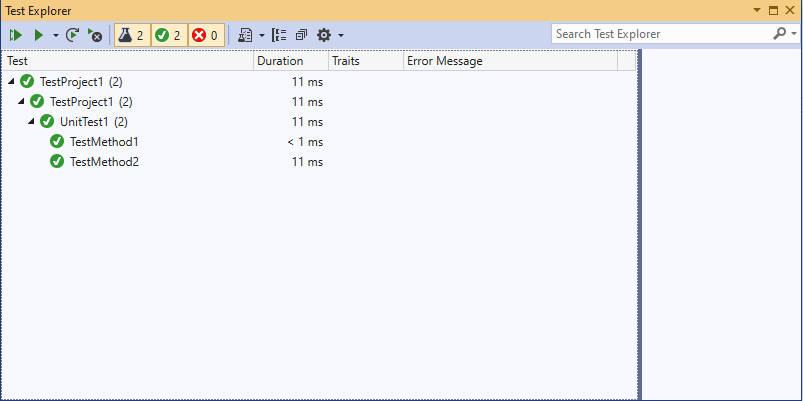 Test Explorer
2 2 0 Search Test Explorer
Test Duration Traits Error Message
TestProject1 (2) 11 ms
TestProject1 (2) 11 ms
UnitTest1 (2) 11 ms
TestMethod1 < 1 ms
TestMethod2 11 ms